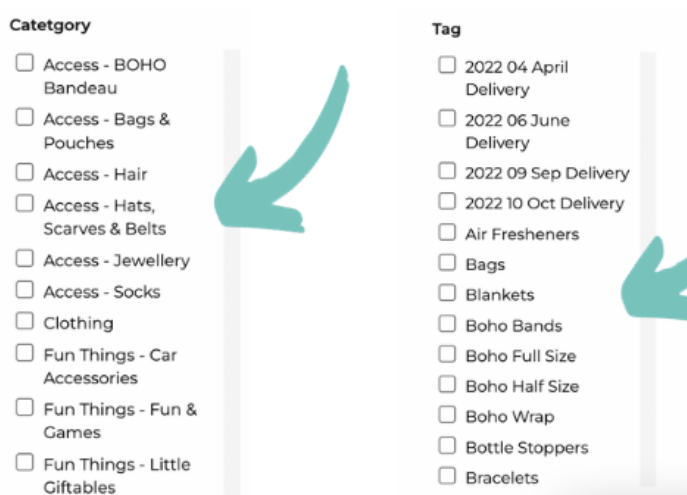 Catetgory
Access - BOHO
Bandeau
Access - Bags &
Pouches
Access - Hair
Access - Hats,
Scarves & Belts
Access - Jewellery
Access - Socks
Clothing
Fun Things - Car
Accessories
Fun Things - Fun &
Games
Fun Things - Little
Giftables
Tag
2022 04 April
Delivery
2022 06 June
Delivery
2022 09 Sep Delivery
2022 10 Oct Delivery
Air Fresheners
Bags
Blankets
Boho Bands
Boho Full Size
Boho Half Size
Boho Wrap
Bottle Stoppers
Bracelets